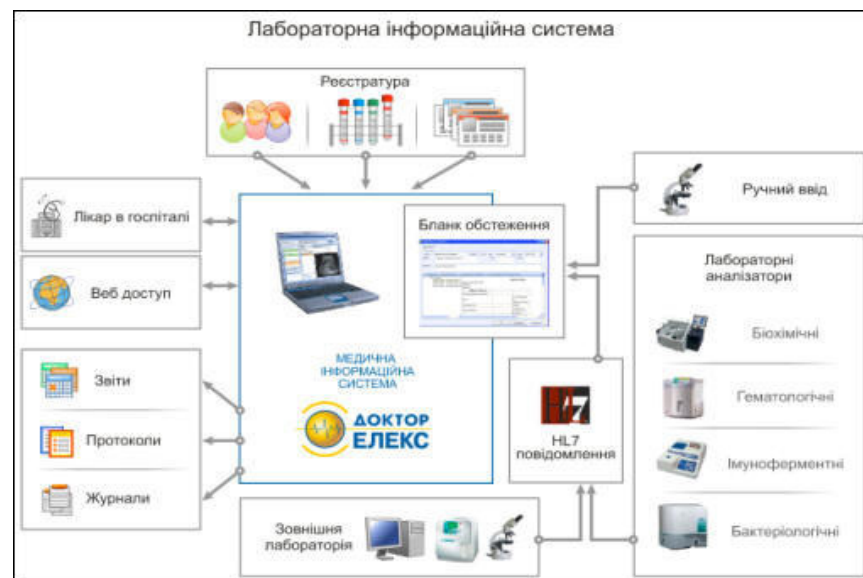 Лабораторна інформаційна система
Реєстратура
Лікар в госпіталі
Веб доступ
Звіти
Протоколи
Журнали
Бланк обстеження
МЕДИЧНА
ІНФОРМАЦІЙНА
СИСТЕМА
ДОКТОР
ЕЛЕКС
HL7
HL7
повідомлення
Зовнішня
лабораторія
Ручний ввід
Лабораторні
аналізатори
Біохімічні
Гематологічні
Імуноферментні
Бактеріологічні